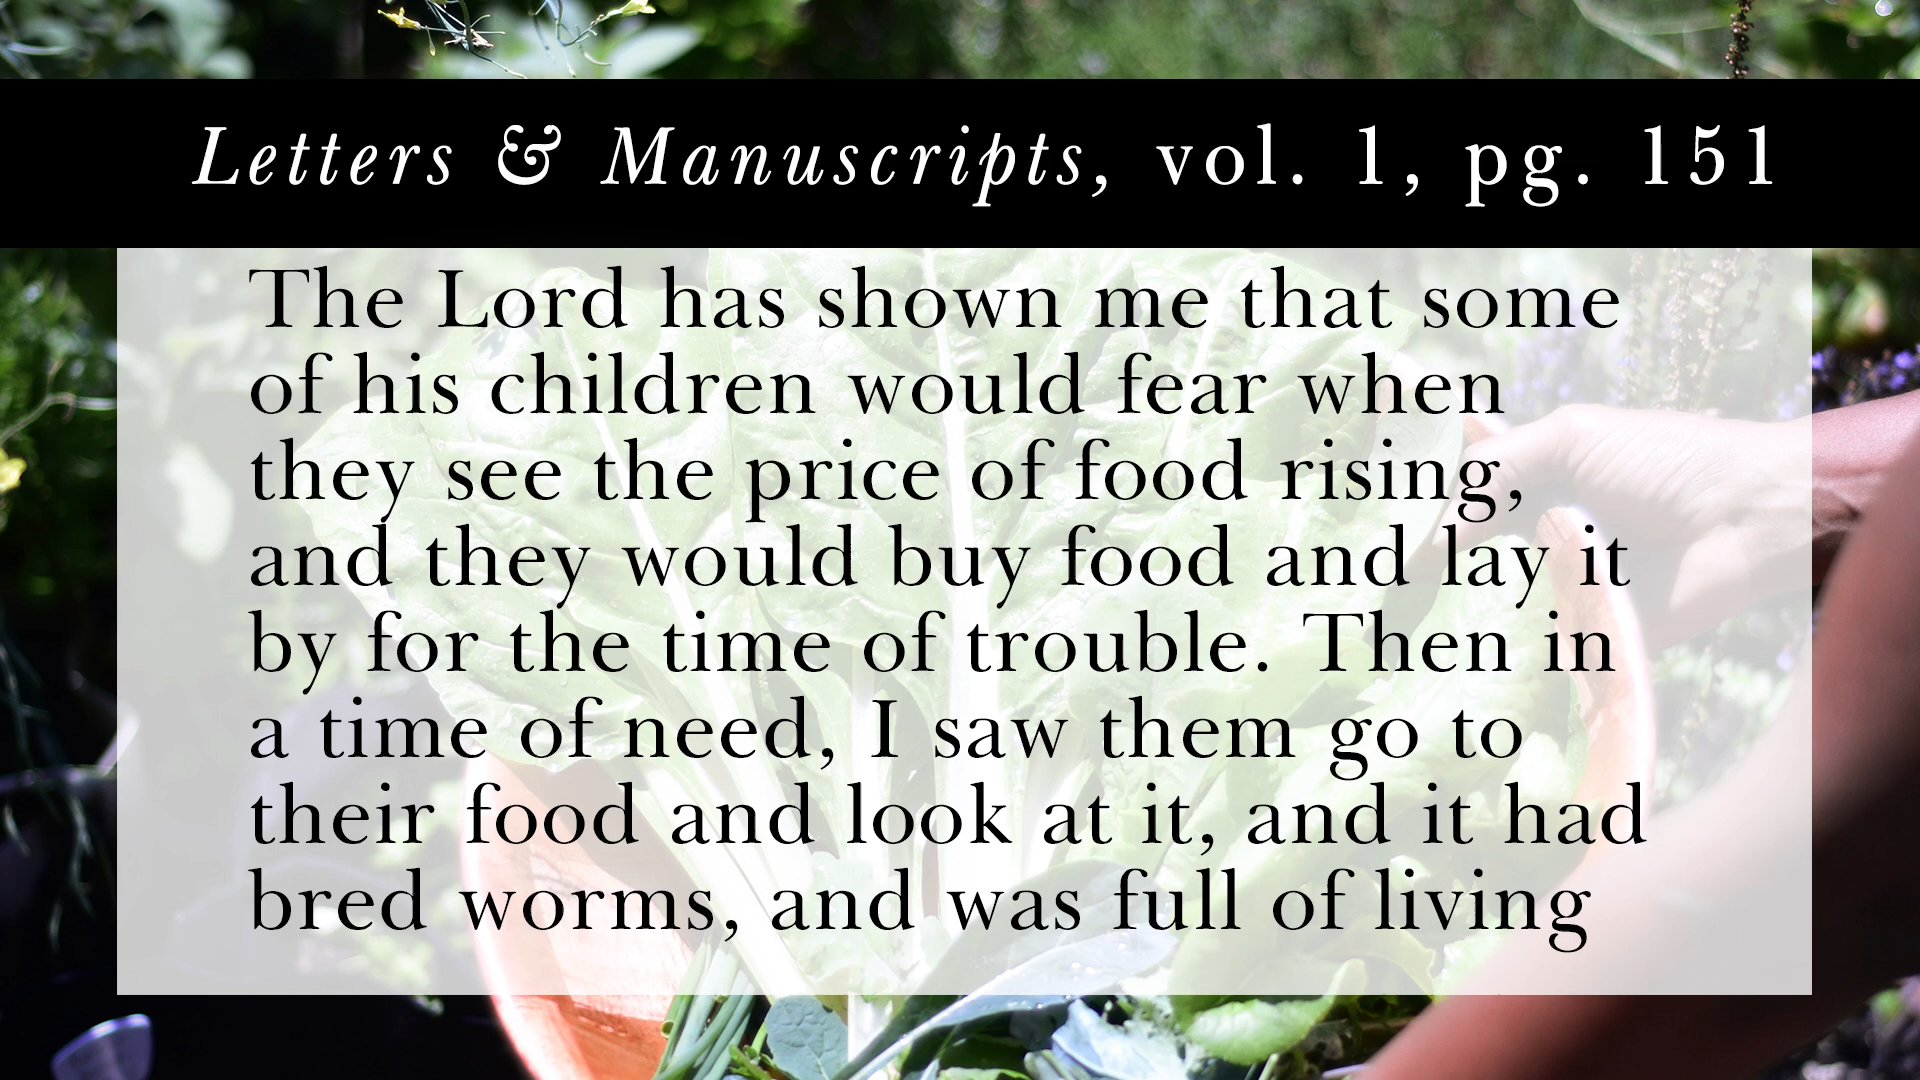 Letters & Manuscripts, vol. 1, pg. 151
The Lord has shown me that some
of his children would fear when
they see the price of food rising,
and they would buy food and lay it
by for the time of trouble. Then in
a time of need, I saw them go to
their food and look at it, and it had
bred worms, and was full of living